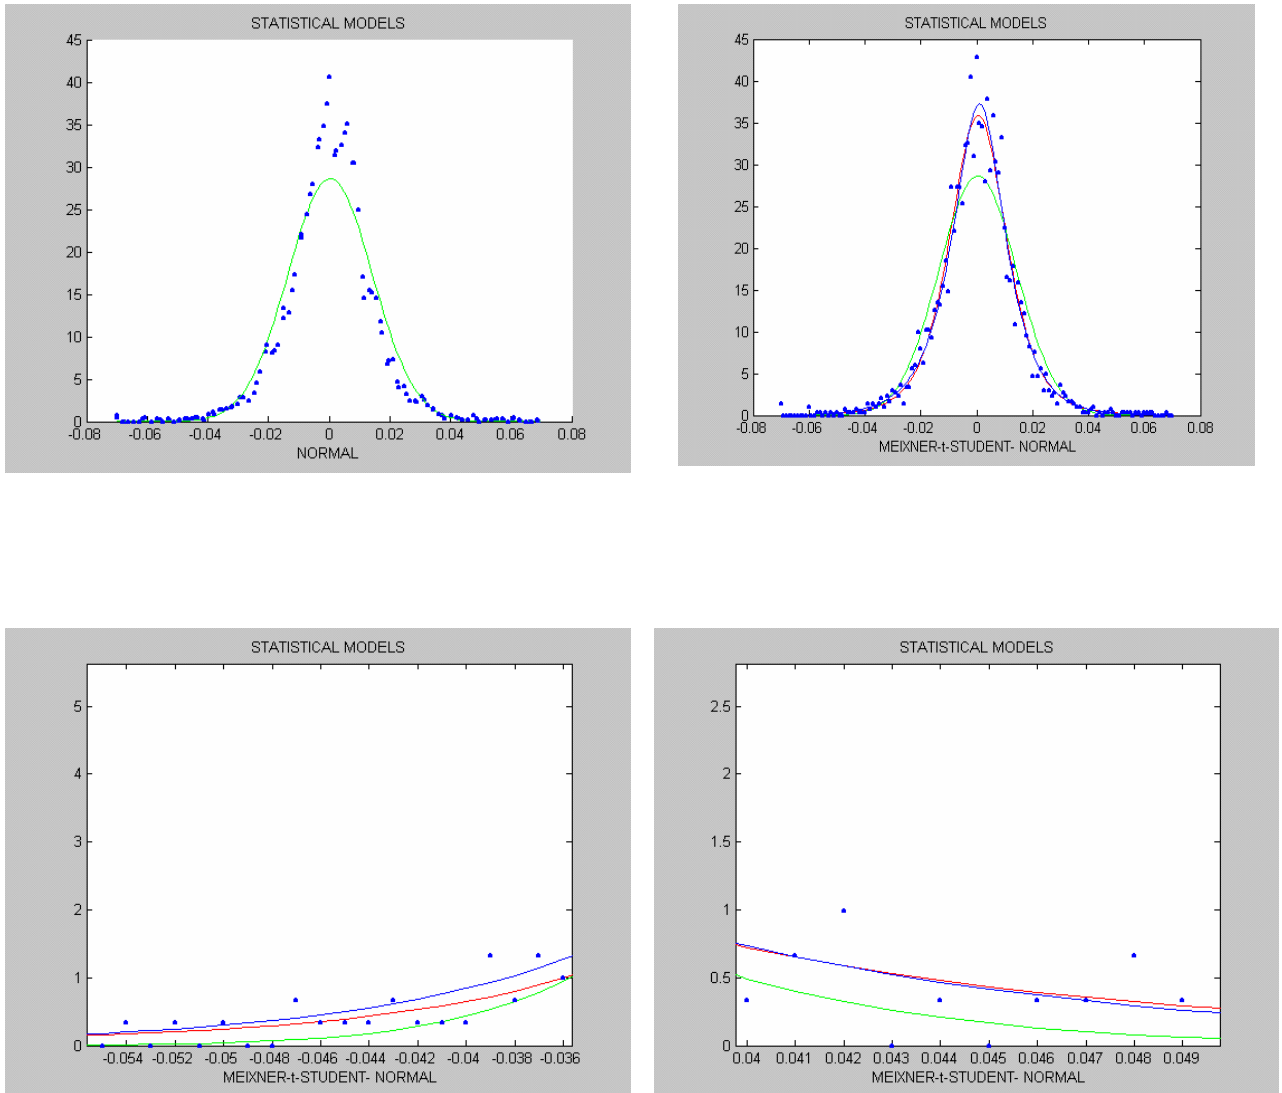 STATISTICAL MODELS
45
40
35
30
25
20
15
10
5
0
-0.08 -0.06 -0.04 -0.02 0 0.02 0.04 0.06 0.08
NORMAL
STATISTICAL MODELS
45
40
35
30
25
20
15
10
5
0
-0.08 -0.06 -0.04 -0.02 0 0.02 0.04 0.06 0.08
MEIXNER-t-STUDENT- NORMAL
STATISTICAL MODELS
5
4
3
2
1
0
-0.054 -0.052 -0.05 -0.048 -0.046 -0.044 -0.042 -0.04 -0.038 -0.036
MEIXNER-t-STUDENT- NORMAL
STATISTICAL MODELS
2.5
2
1.5
1
0.5
0
0.04 0.041 0.042 0.043 0.044 0.045 0.046 0.047 0.048 0.049
MEIXNER-t-STUDENT- NORMAL